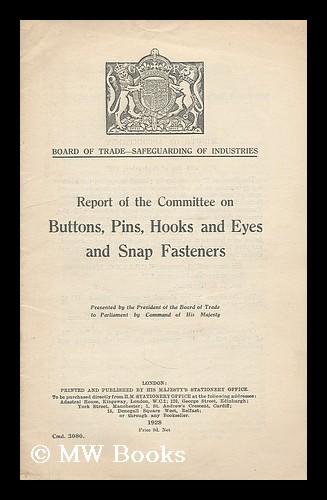 BOARD OF TRADE—SAFEGUARDING OF INDUSTRIES
Report of the Committee on
Buttons, Pins, Hooks and Eyes
and Snap Fasteners
Presented by the President of the Board of Trade
to Parliament by Command of His Majesty
LONDON:
PRINTED AND PUBLISHED BY HIS MAJESTY'S STATIONERY OFFICE.
To be purchased directly from H.M. STATIONERY OFFICE at the following addresses:
Adastral House, Kingsway, London, W.C.2; 120, George Street, Edinburgh;
York Street, Manchester; 1, St. Andrew's Crescent, Cardiff;
15, Donegall Square West, Belfast;
or through any Bookseller.
1928
Price 9d. Net
Cmd. 3080.
© MW Books